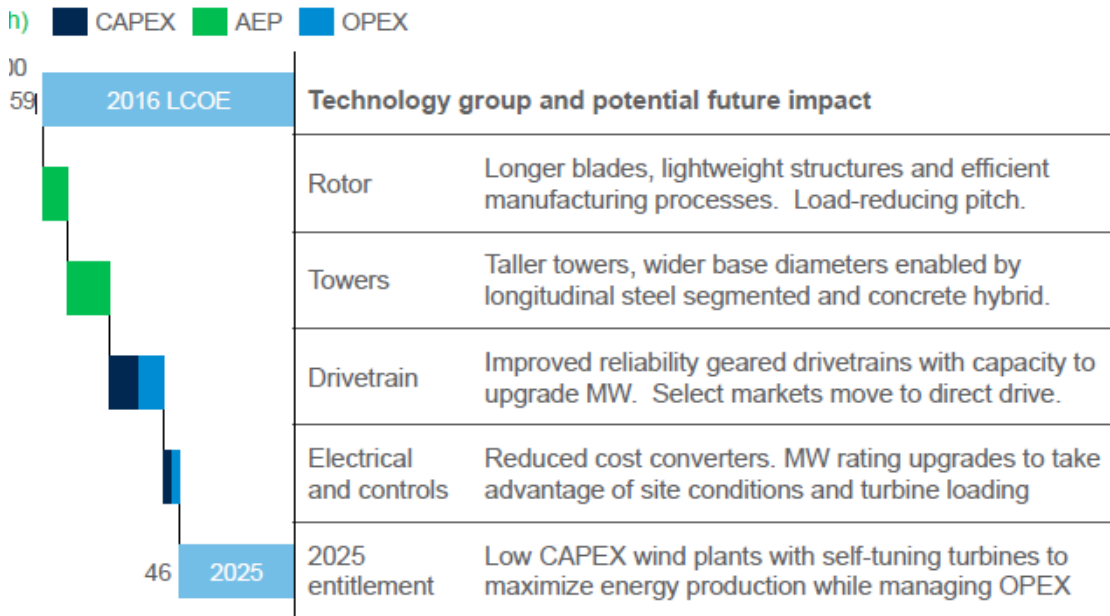 h) CAPEX AEP OPEX
00
59 2016 LCOE Technology group and potential future impact
Rotor
Longer blades, lightweight structures and efficient
manufacturing processes. Load-reducing pitch.
Towers
Taller towers, wider base diameters enabled by
longitudinal steel segmented and concrete hybrid.
Drivetrain
Improved reliability geared drivetrains with capacity to
upgrade MW. Select markets move to direct drive.
Electrical
and controls
Reduced cost converters. MW rating upgrades to take
advantage of site conditions and turbine loading
46 2025
2025
entitlement
Low CAPEX wind plants with self-tuning turbines to
maximize energy production while managing OPEX